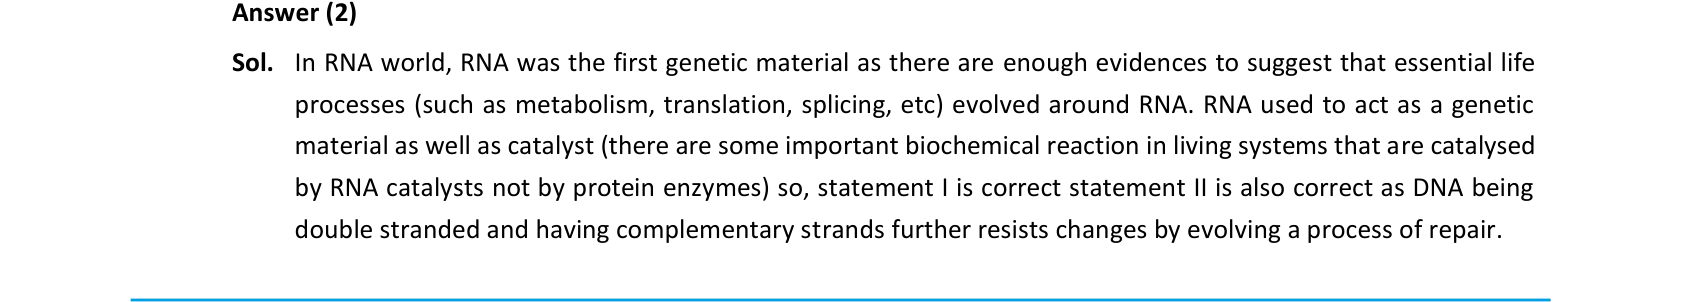 Answer (2)
Sol. In RNA world, RNA was the first genetic material as there are enough evidences to suggest that essential life
processes (such as metabolism, translation, splicing, etc) evolved around RNA. RNA used to act as a genetic
material as well as catalyst (there are some important biochemical reaction in living systems that are catalysed
by RNA catalysts not by protein enzymes) so, statement I is correct statement II is also correct as DNA being
double stranded and having complementary strands further resists changes by evolving a process of repair.